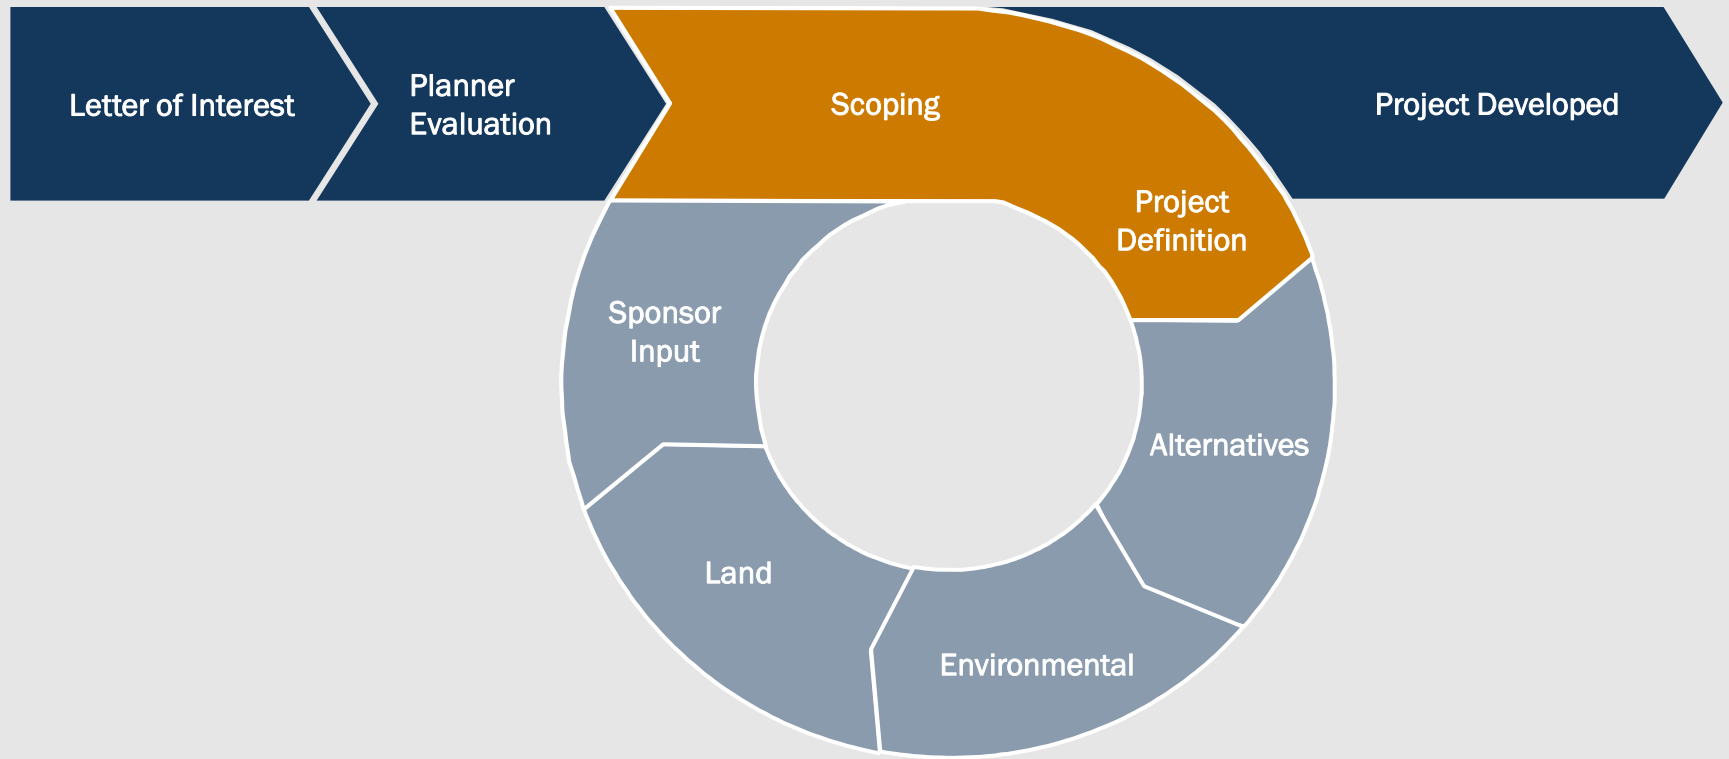 Letter of Interest
Planner
Evaluation
Scoping
Project Developed
Project
Definition
Sponsor
Input
Alternatives
Land
Environmental